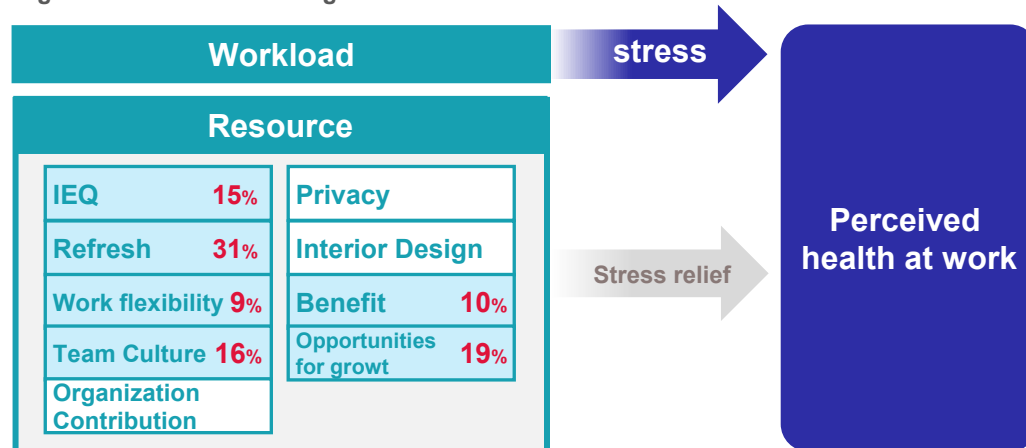 Workload
stress
Resource
IEQ 15%
Privacy
Refresh 31%
Interior Design
Work flexibility 9%
Benefit 10%
Team Culture 16%
Opportunities
for growt 19%
Organization
Contribution
Stress relief
Perceived
health at work